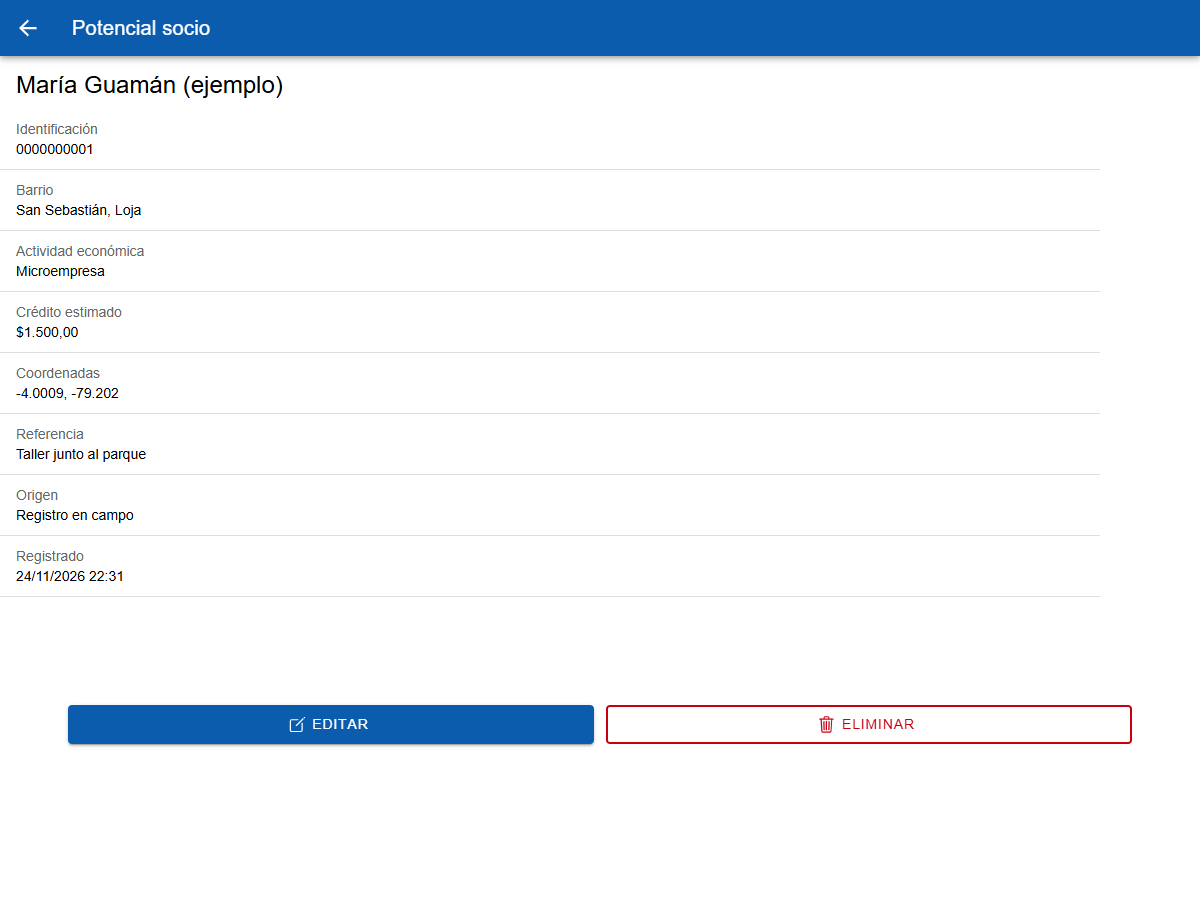 Potencial socio
María Guamán (ejemplo)
Identificación
0000000001
Barrio
San Sebastián, Loja
Actividad económica
Microempresa
Crédito estimado
$1.500,00
Coordenadas
-4.0009, -79.202
Referencia
Taller junto al parque
Origen
Registro en campo
Registrado
24/11/2026 22:31
EDITAR
ELIMINAR